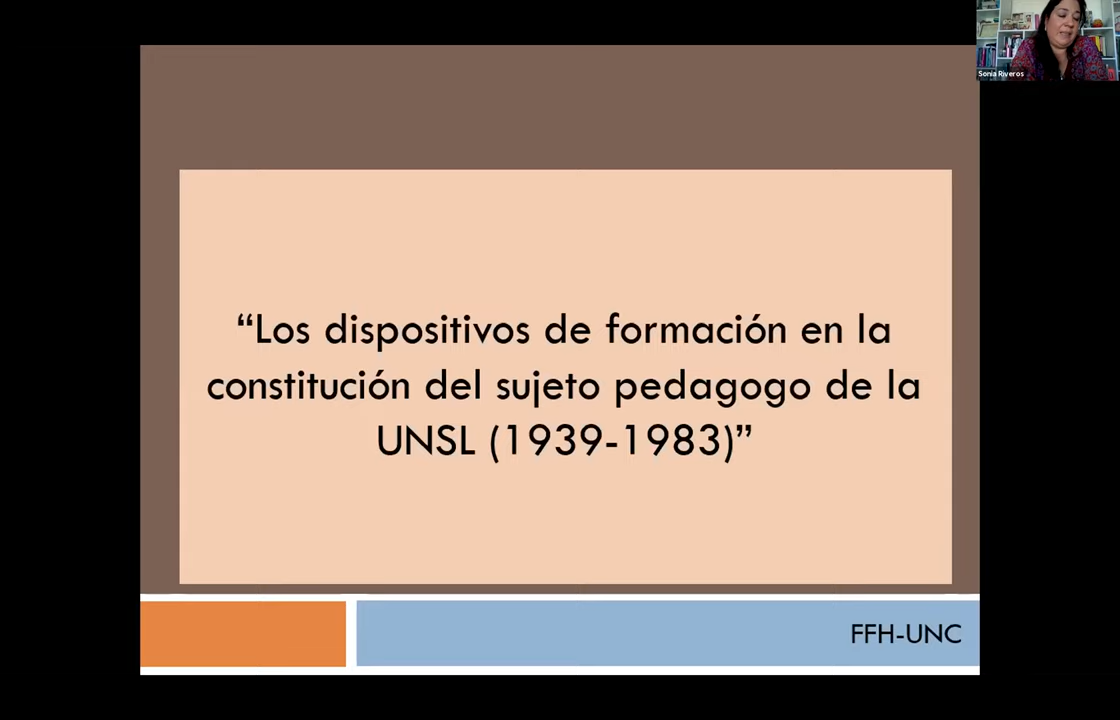 Sonia Riveros
“Los dispositivos de formación en la
constitución del sujeto pedagogo de la
UNSL (1939-1983)”
FFH-UNC